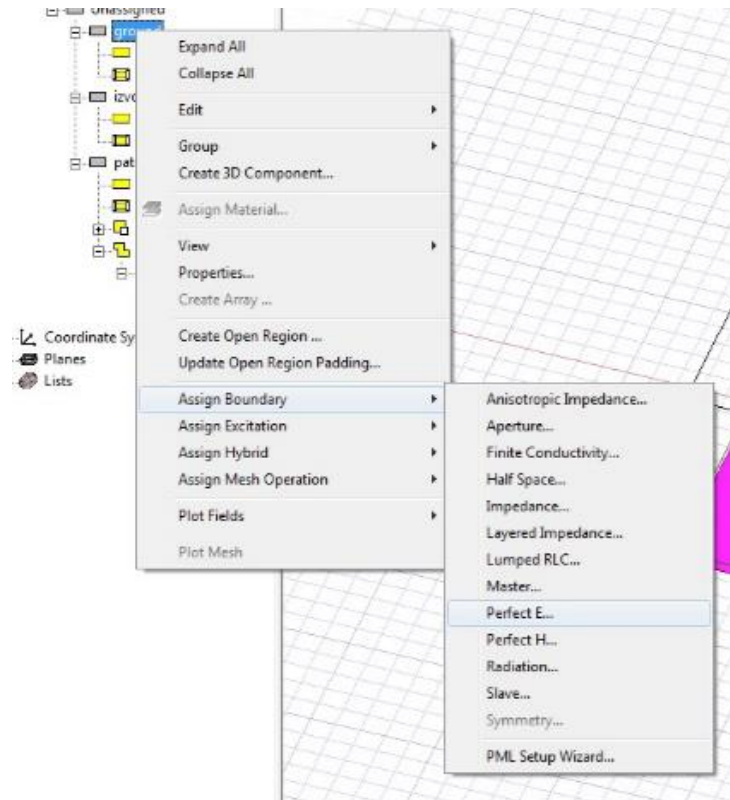 Unassigned
ground
izvo
pat
Coordinate Sy
Planes
Lists
Expand All
Collapse All
Edit
Group
Create 3D Component...
Assign Material...
View
Properties...
Create Array ...
Create Open Region ...
Update Open Region Padding...
Assign Boundary
Assign Excitation
Assign Hybrid
Assign Mesh Operation
Plot Fields
Plot Mesh
Anisotropic Impedance...
Aperture...
Finite Conductivity...
Half Space...
Impedance...
Layered Impedance...
Lumped RLC...
Master...
Perfect E...
Perfect H...
Radiation...
Slave...
Symmetry...
PML Setup Wizard...